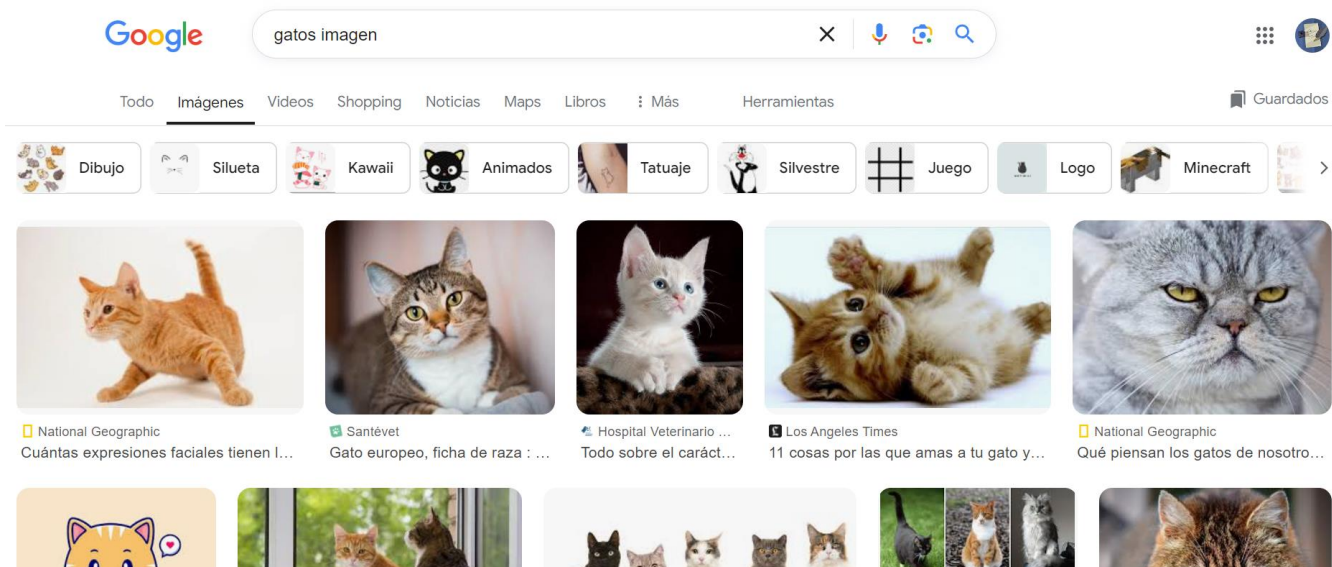 Google
gatos imagen
Todo Imágenes Videos Shopping Noticias Maps Libros Más Herramientas
Guardados
Dibujo Silueta Kawaii Animados Tatuaje Silvestre Juego Logo Minecraft
National Geographic
Cuántas expresiones faciales tienen l...
Santévet
Gato europeo, ficha de raza : ...
Hospital Veterinario ...
Todo sobre el caráct...
Los Angeles Times
11 cosas por las que amas a tu gato y...
National Geographic
Qué piensan los gatos de nosotro...